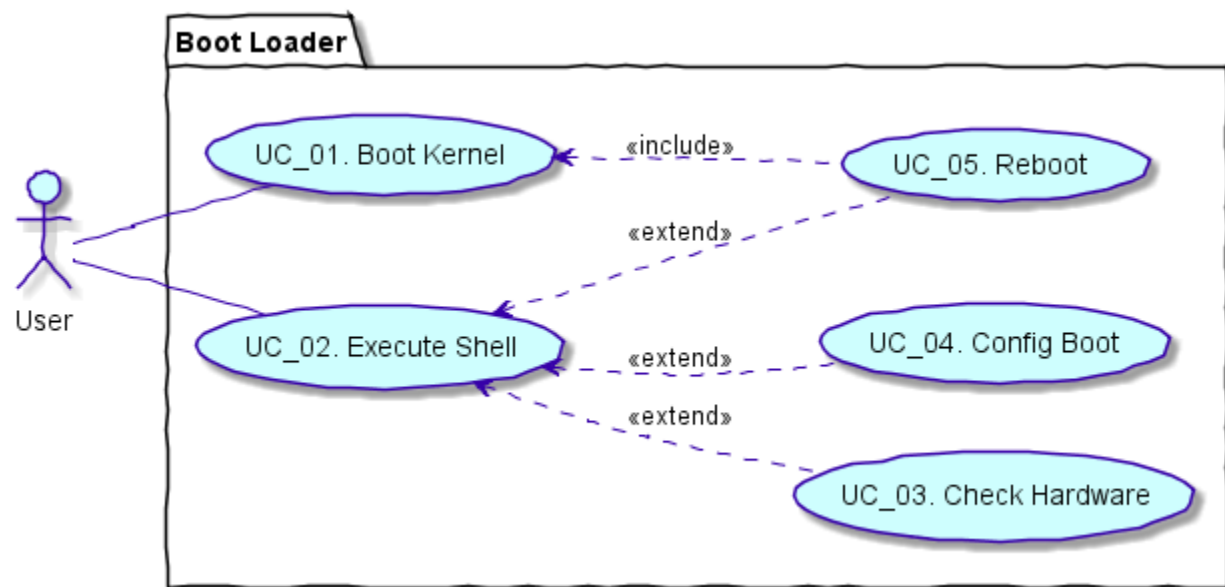 Boot Loader
UC_01. Boot Kernel
«include»
UC_05. Reboot
«extend»
User
UC_02. Execute Shell
«extend»
UC_04. Config Boot
«extend»
UC_03. Check Hardware